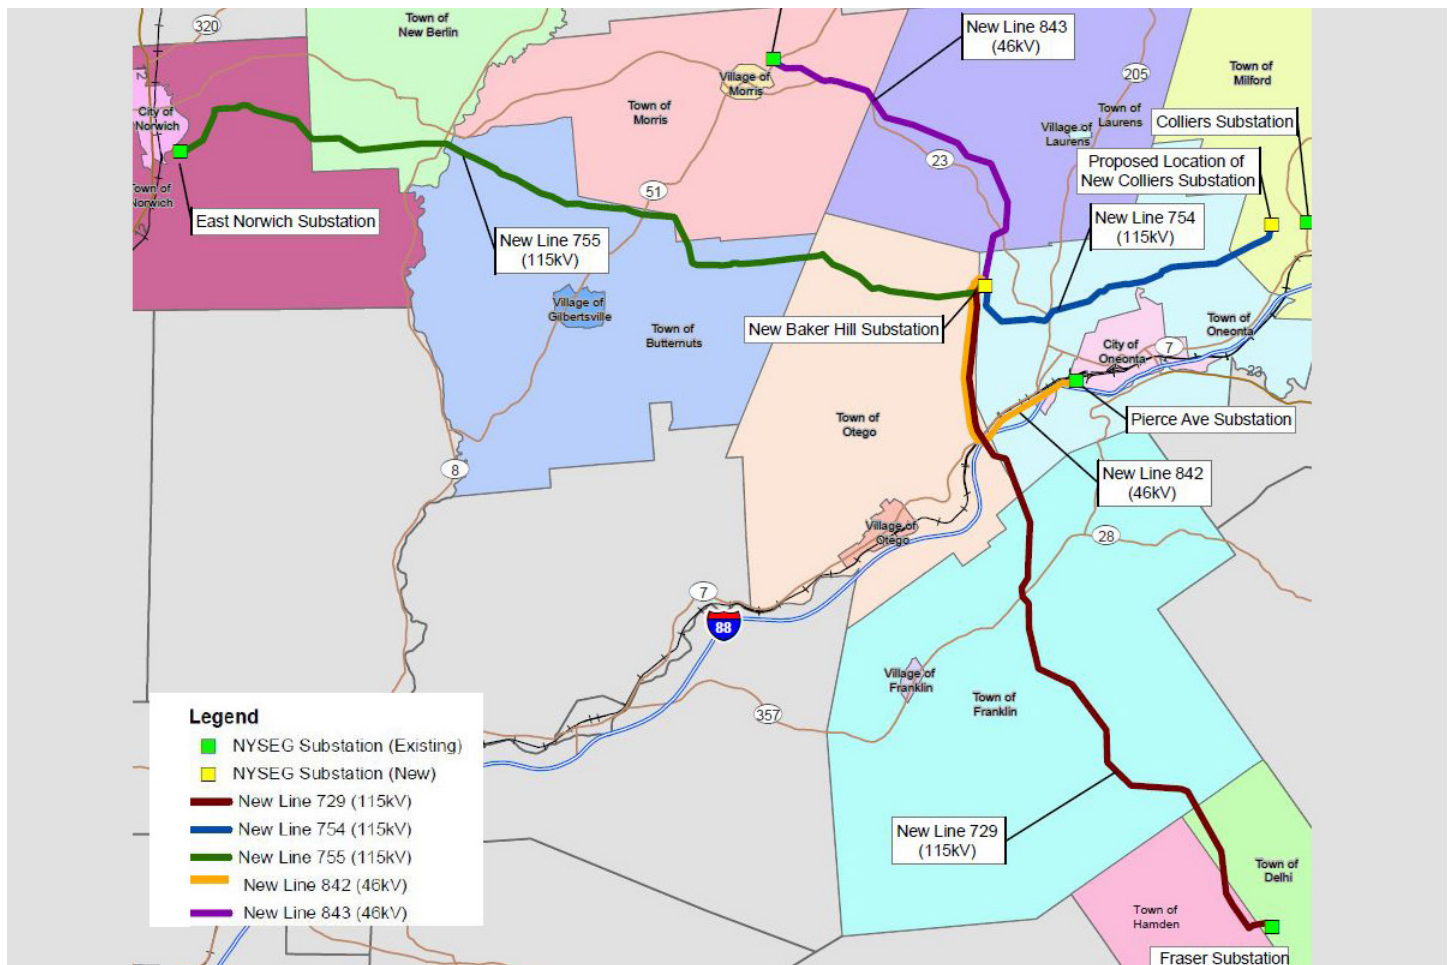 320
Town of
New Berlin
New Line 843
(46kV)
205
Town of
Milford
Village of
Morris
Town of
Morris
Town of
Laurens
Village of
Laurens
Colliers Substation
City of
Norwich
Proposed Location of
New Colliers Substation
23
51
Town of
Norwich
12
East Norwich Substation
New Line 755
(115kV)
New Line 754
(115kV)
Village of
Gilbertsville
Town of
Butternuts
New Baker Hill Substation
Town of
Oneonta
City of
Oneonta
7
23
Town of
Otego
Pierce Ave Substation
8
New Line 842
(46kV)
Village of
Otego
28
7
88
Village of
Franklin
Town of
Franklin
357
Legend
NYSEG Substation (Existing)
NYSEG Substation (New)
New Line 729 (115kV)
New Line 754 (115kV)
New Line 755 (115kV)
New Line 842 (46kV)
New Line 843 (46kV)
New Line 729
(115kV)
Town of
Delhi
Town of
Hamden
Fraser Substation